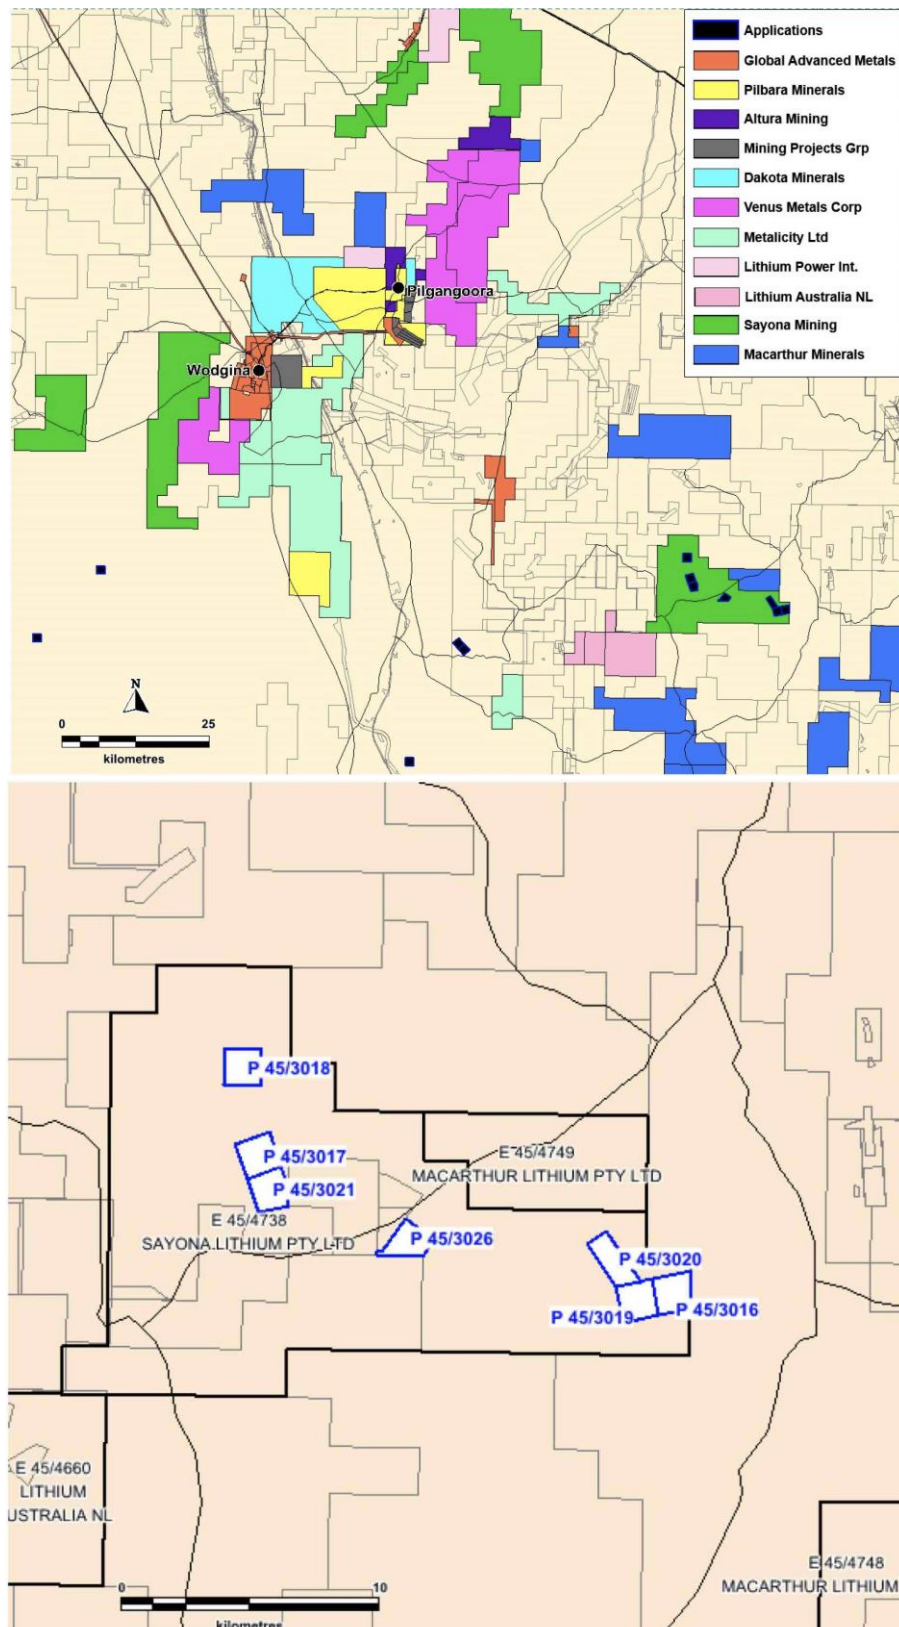 Applications
Global Advanced Metals
Pilbara Minerals
Altura Mining
Mining Projects Grp
Dakota Minerals
Venus Metals Corp
Metalicity Ltd
Lithium Power Int.
Lithium Australia NL
Sayona Mining
Macarthur Minerals
Pilgangoora
Wodgina
N
0 25
kilometres
P 45/3018
P 45/3017
E 45/4749
MACARTHUR LITHIUM PTY LTD
P 45/3021
E 45/4738
SAYONA LITHIUM PTY LTD
P 45/3026
P 45/3020
P 45/3019
P 45/3016
E 45/4660
LITHIUM
USTRALIA NL
E 45/4748
MACARTHUR LITHIUM
0 10
kilometres